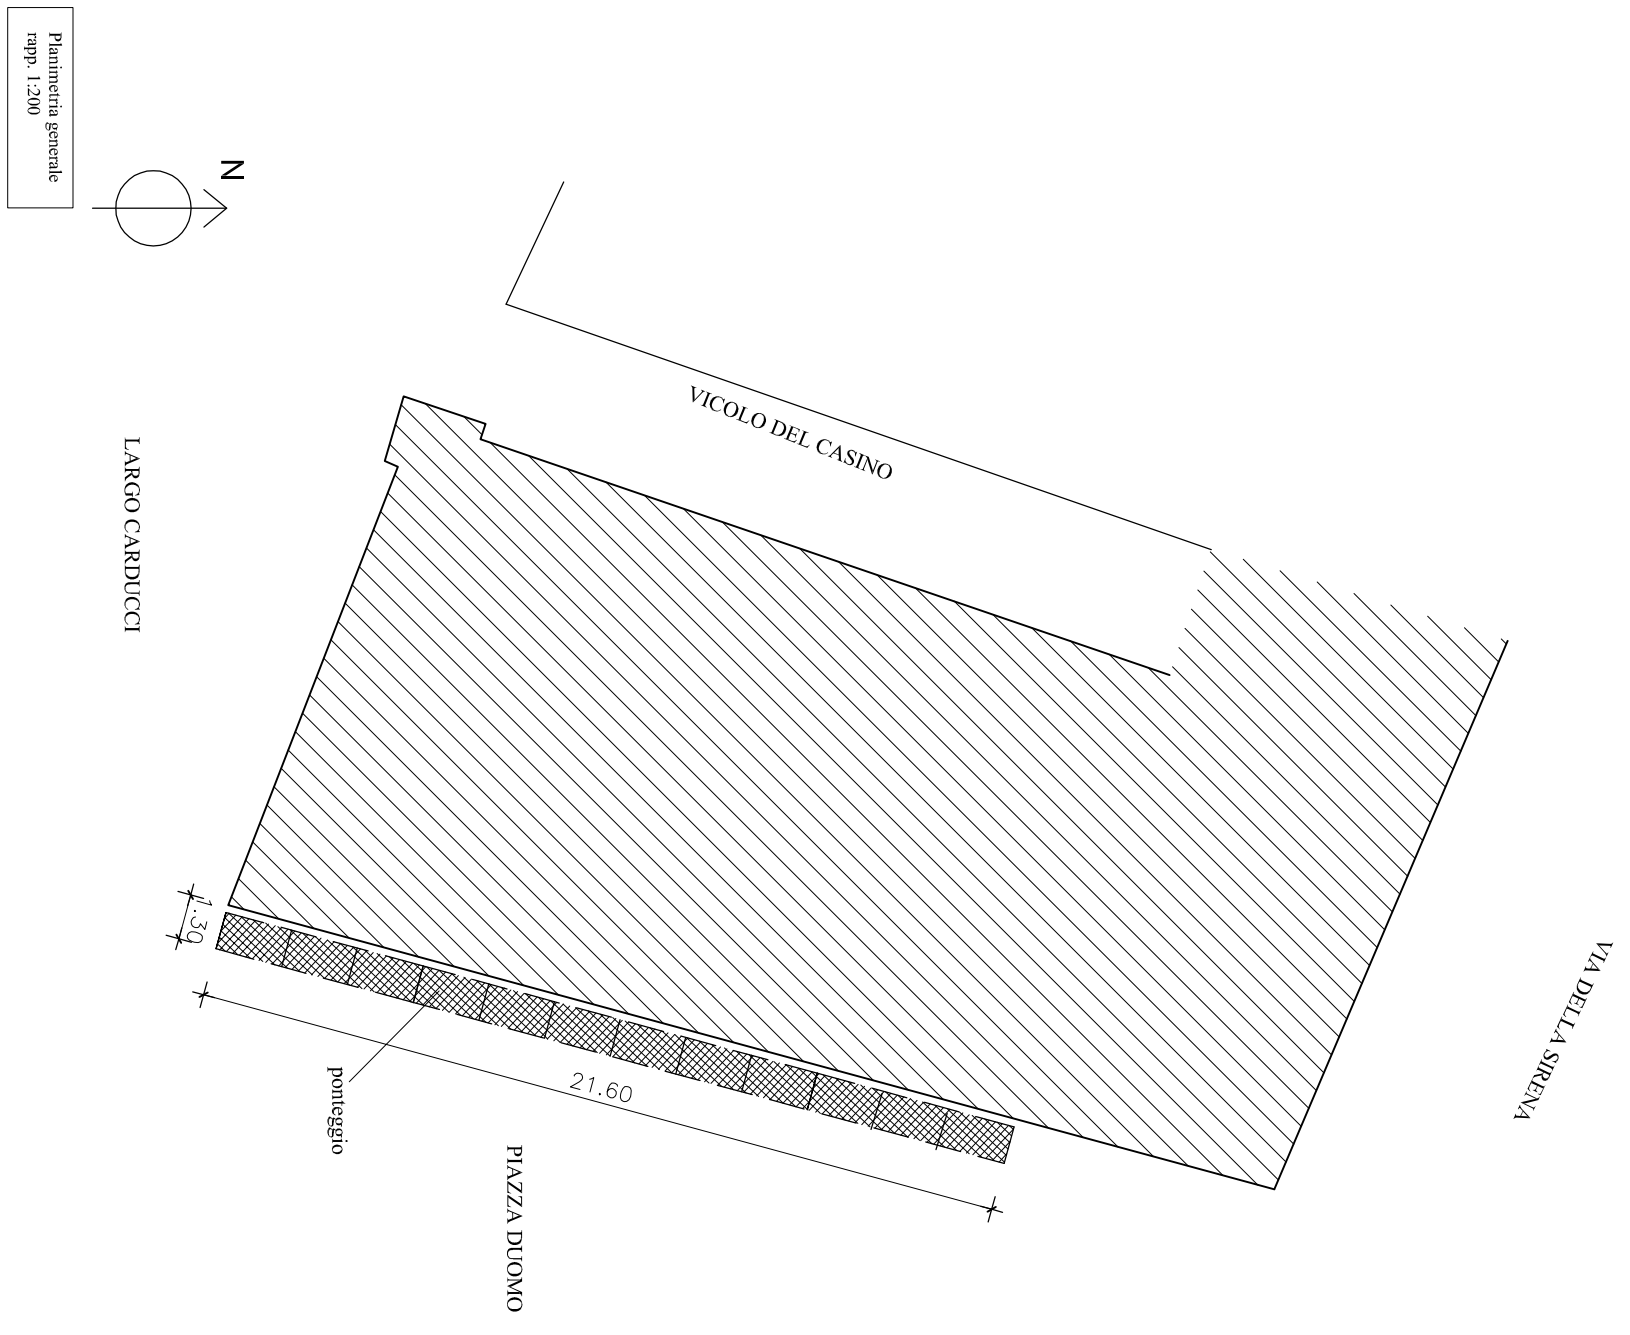 Planimetria generale
rapp. 1:200
N
VICOLO DEL CASINO
LARGO CARDUCCI
VIA DELLA SIRENA
1.30
21.60
ponteggio
PIAZZA DUOMO